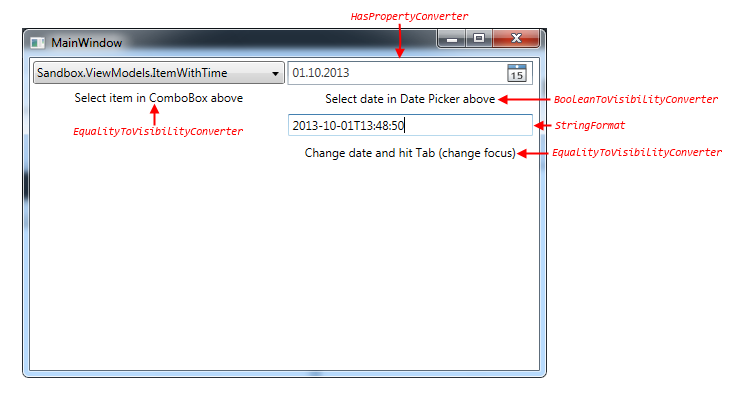 HasPropertyConverter
MainWindow
Sandbox.ViewModels.ItemWithTime
01.10.2013
15
Select item in ComboBox above
Select date in Date Picker above
BooleanToVisibilityConverter
EqualityToVisibilityConverter
2013-10-01T13:48:50
StringFormat
Change date and hit Tab (change focus)
EqualityToVisibilityConverter